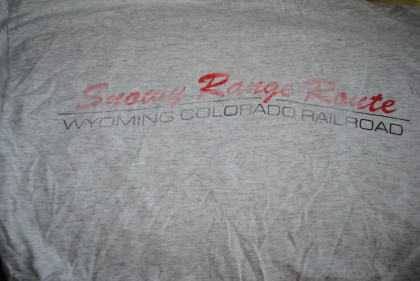 Snowy Range Route
WYOMING COLORADO RAILROAD